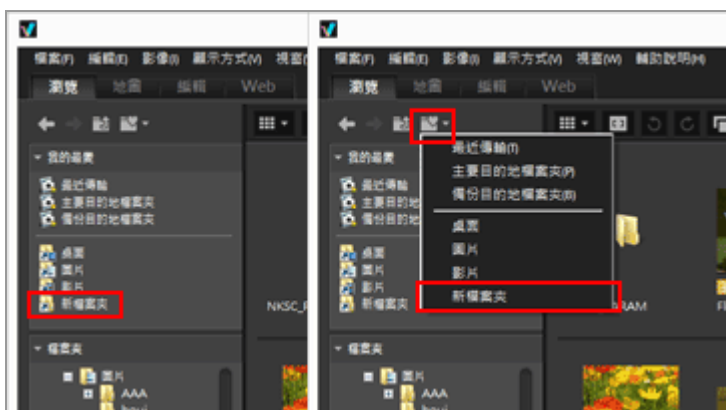 檔案(F) 編輯(E) 影像(I) 顯示方式(V) 視窗(
瀏覽 地圖 編輯 Web
我的最愛
最近傳輸
主要目的地檔案夾
備份目的地檔案夾
桌面
圖片
影片
新檔案夾
NKSC_P
檔案夾
圖片
AAA
檔案(F) 編輯(E) 影像(I) 顯示方式(V) 視窗(W) 輔助說明(H)
瀏覽 地圖 編輯 Web
我的最愛
最近傳輸
主要目的地
備份目的地
桌面
圖片
影片
新檔案夾
最近傳輸(T)
主要目的地檔案夾(P)
備份目的地檔案夾(B)
桌面
圖片
影片
新檔案夾
ARAM
檔案夾
圖片
AAA